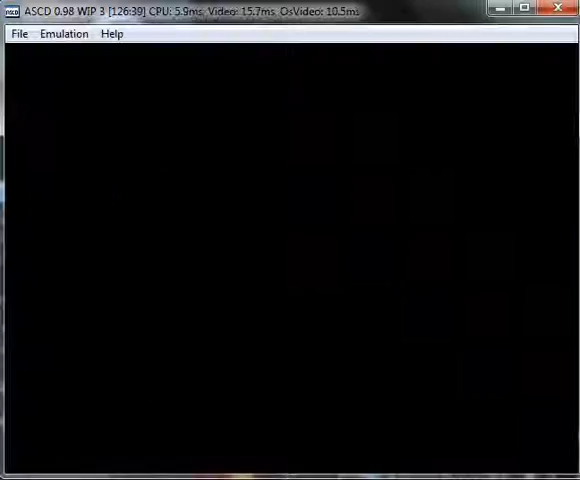 ASCD 0.98 WIP 3 [126:39] CPU: 5.9ms, Video: 15.7ms, OsVideo: 10.5ms
File Emulation Help